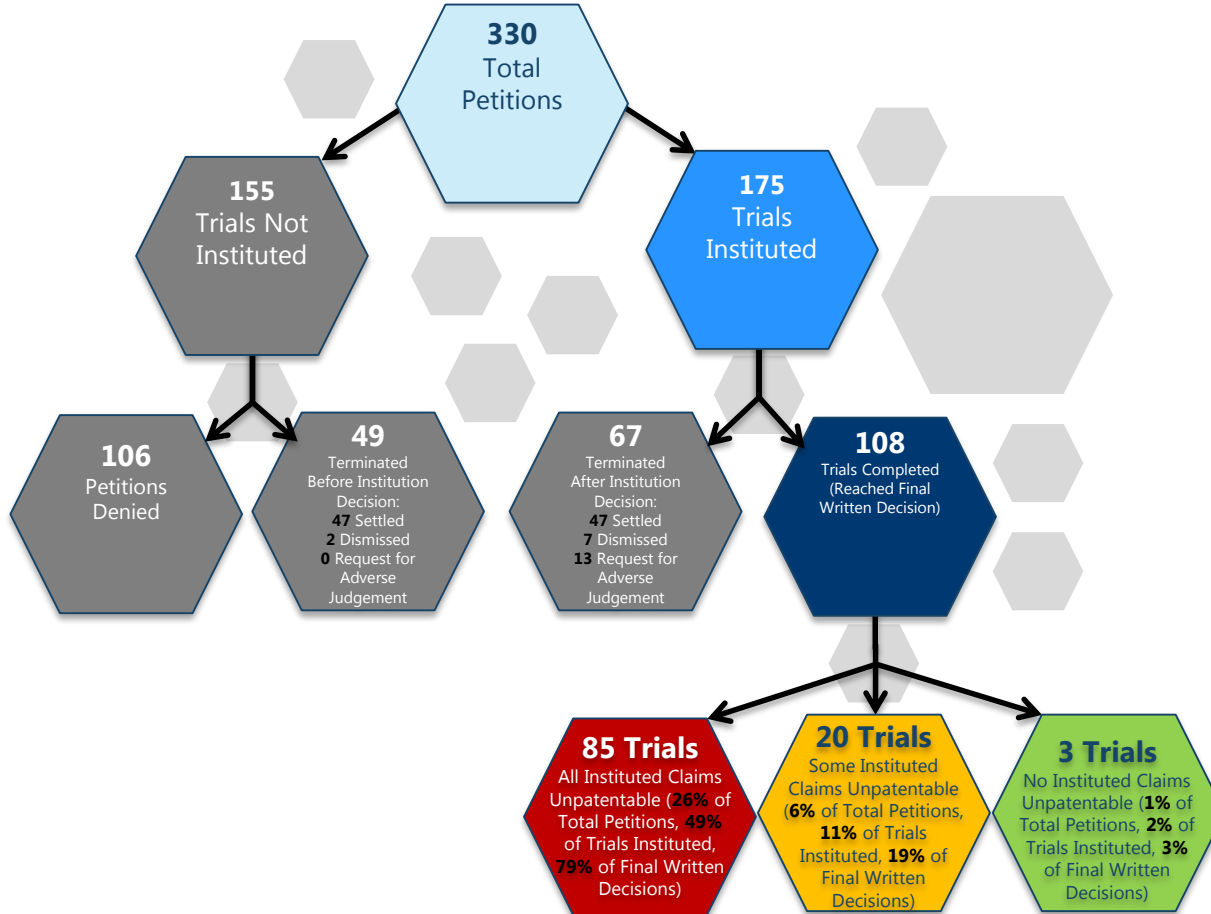 330
Total
Petitions
155
Trials Not
Instituted
175
Trials
Instituted
106
Petitions
Denied
49
Terminated
Before Institution
Decision:
47 Settled
2 Dismissed
0 Request for
Adverse
Judgement
67
Terminated
After Institution
Decision:
47 Settled
7 Dismissed
13 Request for
Adverse
Judgement
108
Trials Completed
(Reached Final
Written Decision)
85 Trials
All Instituted Claims
Unpatentable (26% of
Total Petitions, 49%
of Trials Instituted,
79% of Final Written
Decisions)
20 Trials
Some Instituted
Claims Unpatentable
(6% of Total Petitions,
11% of Trials
Instituted, 19% of
Final Written
Decisions)
3 Trials
No Instituted Claims
Unpatentable (1% of
Total Petitions, 2% of
Trials Instituted, 3%
of Final Written
Decisions)